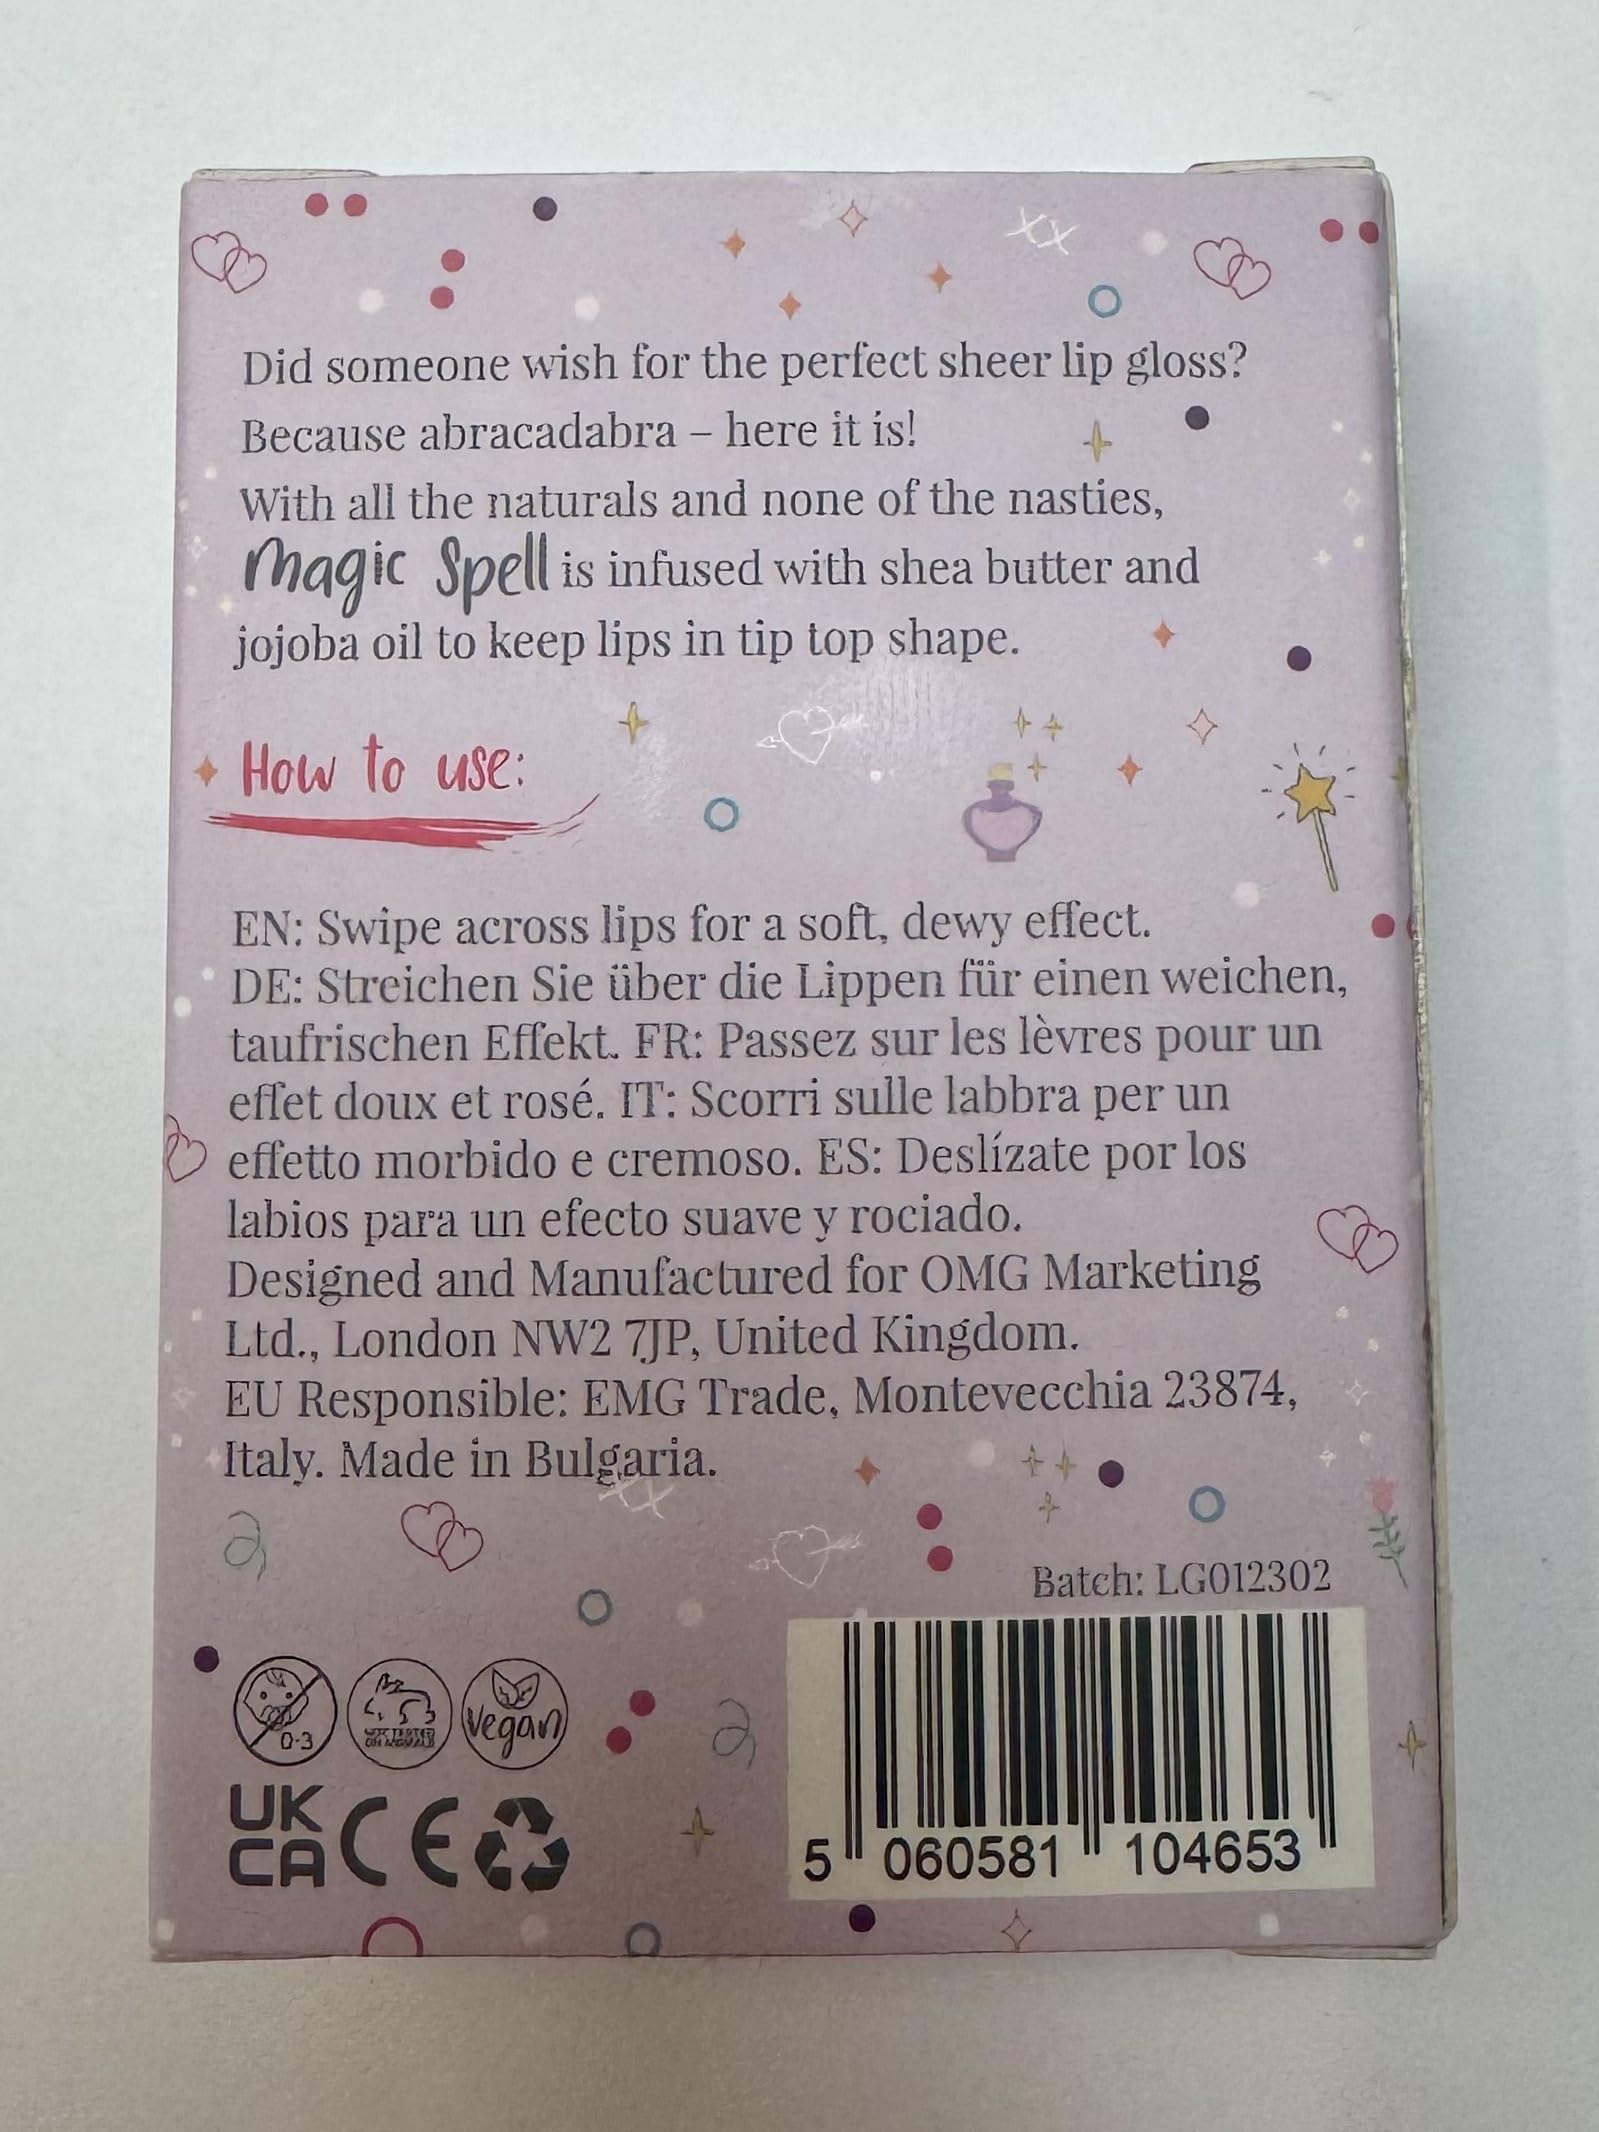 Did someone wish for the perfect sheer lip gloss?
Because abracadabra – here it is!
With all the naturals and none of the nasties,
Magic Spell is infused with shea butter and
jojoba oil to keep lips in tip top shape.
How to use:
EN: Swipe across lips for a soft, dewy effect.
DE: Streichen Sie über die Lippen für einen weichen,
taufrischen Effekt. FR: Passez sur les lèvres pour un
effet doux et rosé. IT: Scorri sulle labbra per un
effetto morbido e cremoso. ES: Deslízate por los
labios para un efecto suave y rociado.
Designed and Manufactured for OMG Marketing
Ltd., London NW2 7JP, United Kingdom.
EU Responsible: EMG Trade, Montevecchia 23874,
Italy. Made in Bulgaria.
Batch: LG012302
0-3
NOT TESTED
ON ANIMALS
vegan
UK
CA CE
5 060581 104653